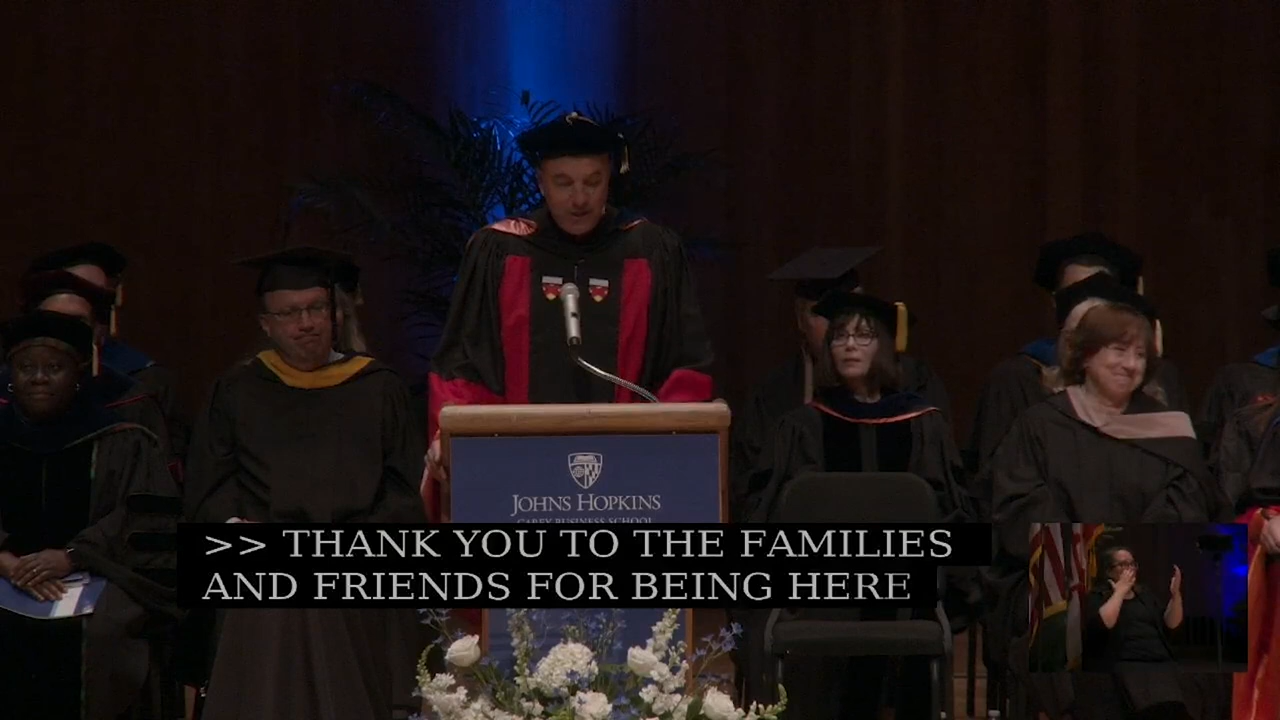 JOHNS HOPKINS
CAREY BUSINESS SCHOOL
>> THANK YOU TO THE FAMILIES
AND FRIENDS FOR BEING HERE